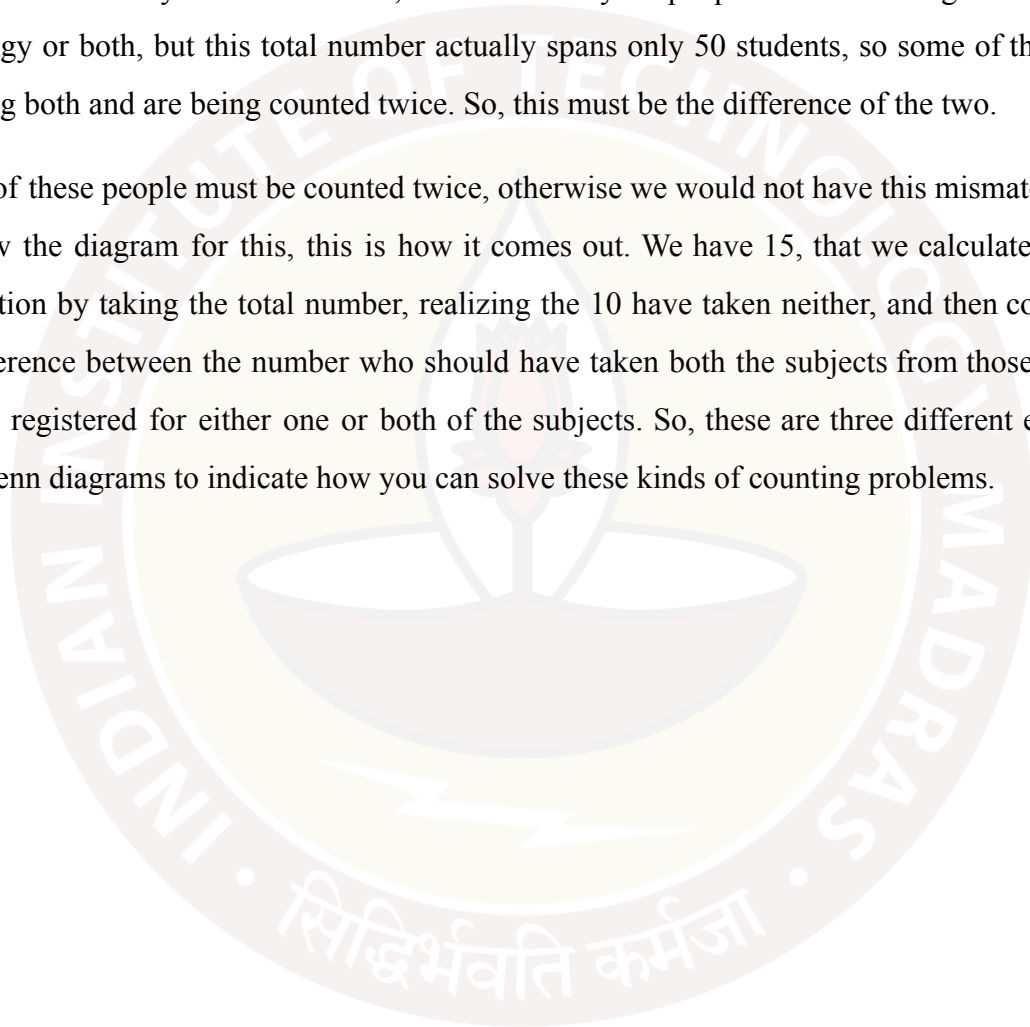 gy or both, but this total number actually spans only 50 students, so some of th
g both and are being counted twice. So, this must be the difference of the two.
of these people must be counted twice, otherwise we would not have this mismat
the diagram for this, this is how it comes out. We have 15, that we calculate
tion by taking the total number, realizing the 10 have taken neither, and then co
erence between the number who should have taken both the subjects from those
registered for either one or both of the subjects. So, these are three different e
enn diagrams to indicate how you can solve these kinds of counting problems.
INDIAN INSTITUTE OF TECHNOLOGY MADRAS
सिद्धिर्भवति कर्मजा